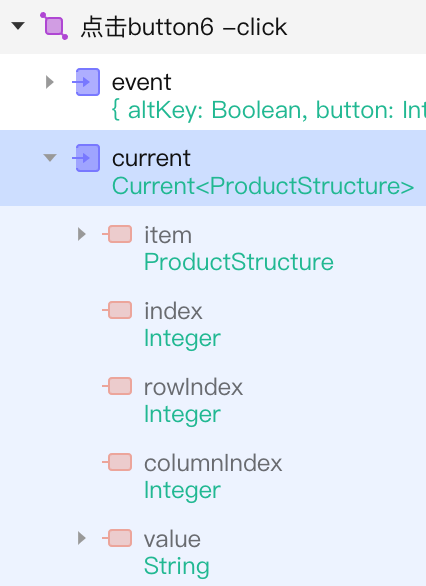 点击button6 -click
event
{ altKey: Boolean, button: Int
current
Current<ProductStructure>
item
ProductStructure
index
Integer
rowIndex
Integer
columnIndex
Integer
value
String